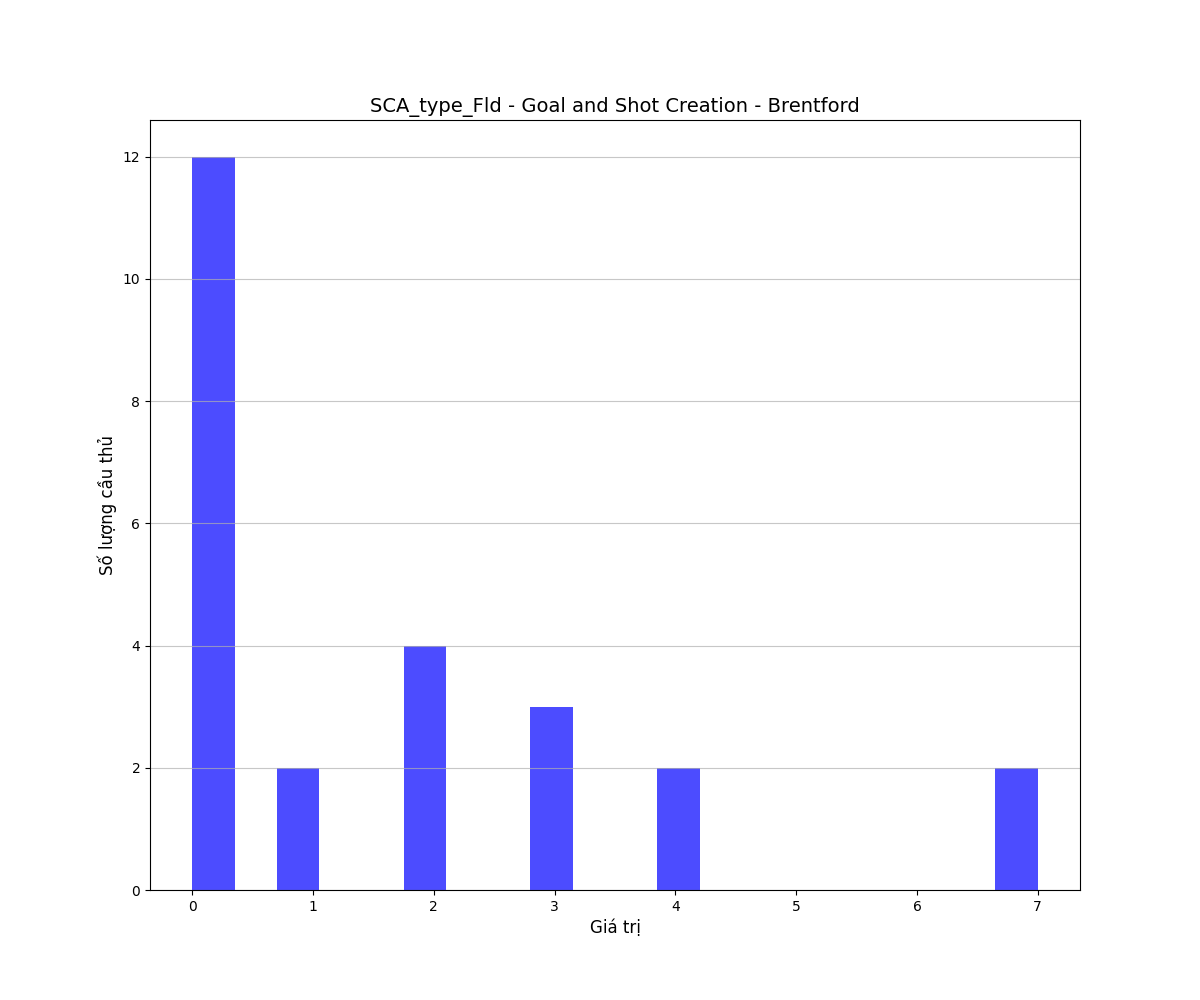 SCA_type_Fld - Goal and Shot Creation - Brentford
Số lượng cầu thủ
12
10
8
6
4
2
0
0 1 2 3 4 5 6 7
Giá trị